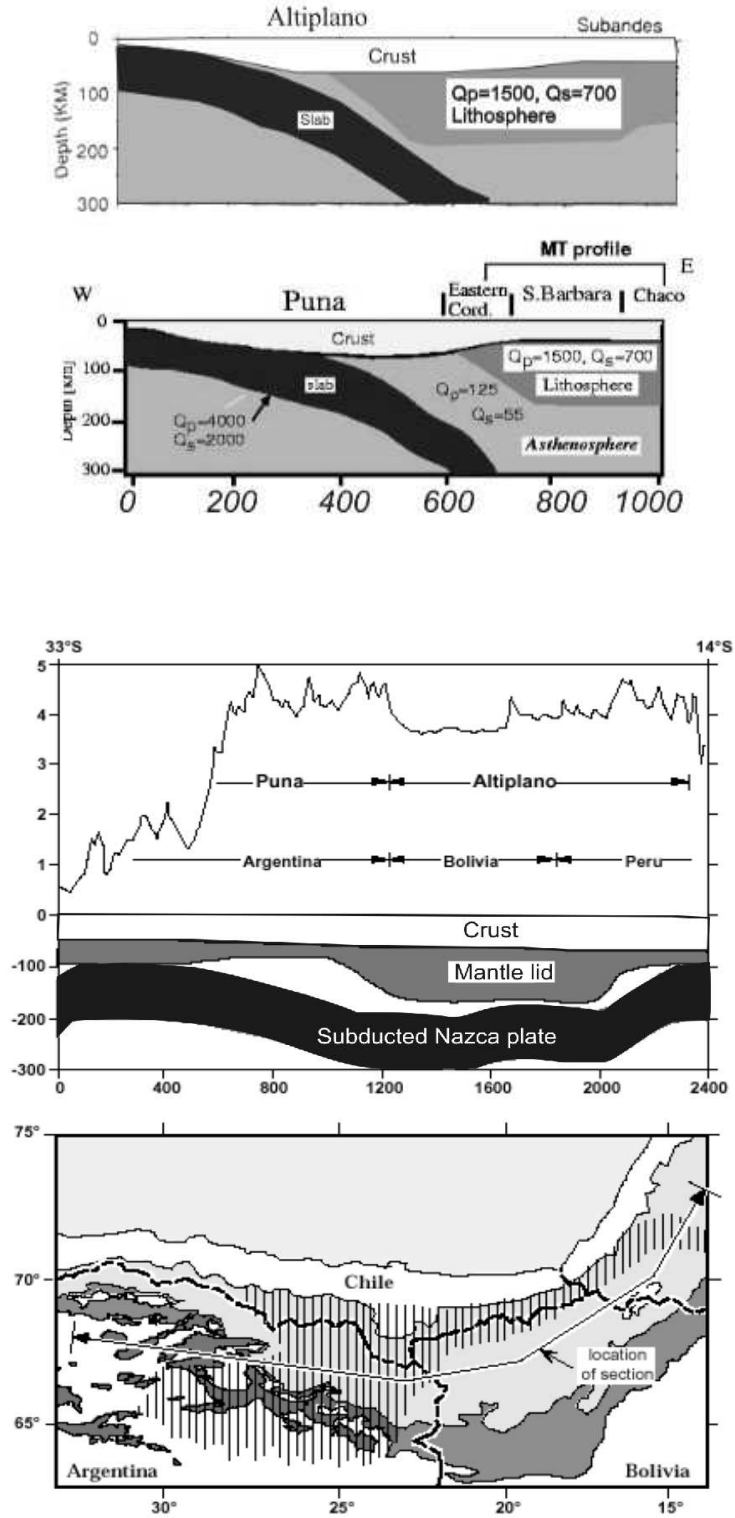 Altiplano
Subandes
0
Crust
100
Qp=1500, Qs=700
Lithosphere
Slab
200
300
Depth (KM)
MT profile
W
E
Puna
Eastern
Cord.
S.Barbara
Chaco
0
Crust
Qp=1500, Qs=700
100
slab
Qp=125
Lithosphere
Qp=4000
Qs=2000
Qs=55
200
Asthenosphere
300
Depth [km]
0 200 400 600 800 1000
33°S 14°S
5
4
3
Puna Altiplano
2
1
Argentina Bolivia Peru
0
Crust
-100
Mantle lid
-200
Subducted Nazca plate
-300
0 400 800 1200 1600 2000 2400
75°
70°
Chile
location
of section
65°
Argentina Bolivia
30° 25° 20° 15°